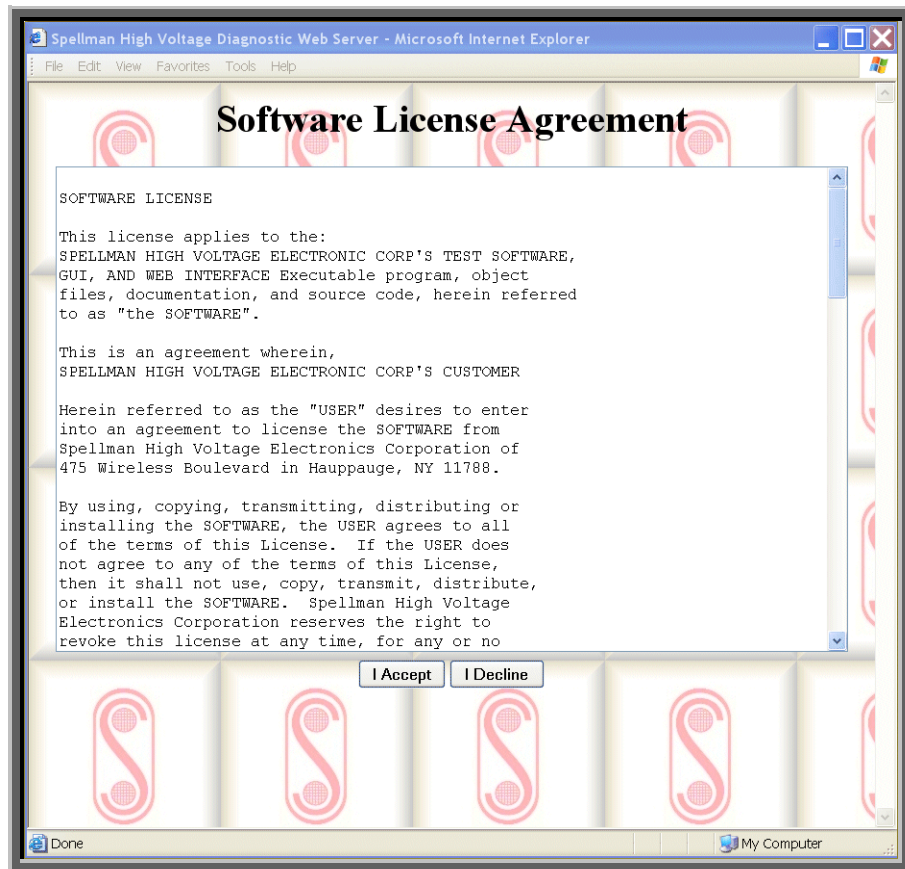 Spellman High Voltage Diagnostic Web Server - Microsoft Internet Explorer
File Edit View Favorites Tools Help
Software License Agreement
SOFTWARE LICENSE
This license applies to the:
SPELLMAN HIGH VOLTAGE ELECTRONIC CORP'S TEST SOFTWARE,
GUI, AND WEB INTERFACE Executable program, object
files, documentation, and source code, herein referred
to as "the SOFTWARE".
This is an agreement wherein,
SPELLMAN HIGH VOLTAGE ELECTRONIC CORP'S CUSTOMER
Herein referred to as the "USER" desires to enter
into an agreement to license the SOFTWARE from
Spellman High Voltage Electronics Corporation of
475 Wireless Boulevard in Hauppauge, NY 11788.
By using, copying, transmitting, distributing or
installing the SOFTWARE, the USER agrees to all
of the terms of this License.  If the USER does
not agree to any of the terms of this License,
then it shall not use, copy, transmit, distribute,
or install the SOFTWARE.  Spellman High Voltage
Electronics Corporation reserves the right to
revoke this license at any time, for any or no
I Accept I Decline
Done My Computer